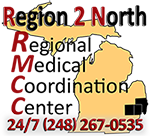 Region 2 North
Regional
Medical
Coordination
Center
24/7 (248) 267-0535